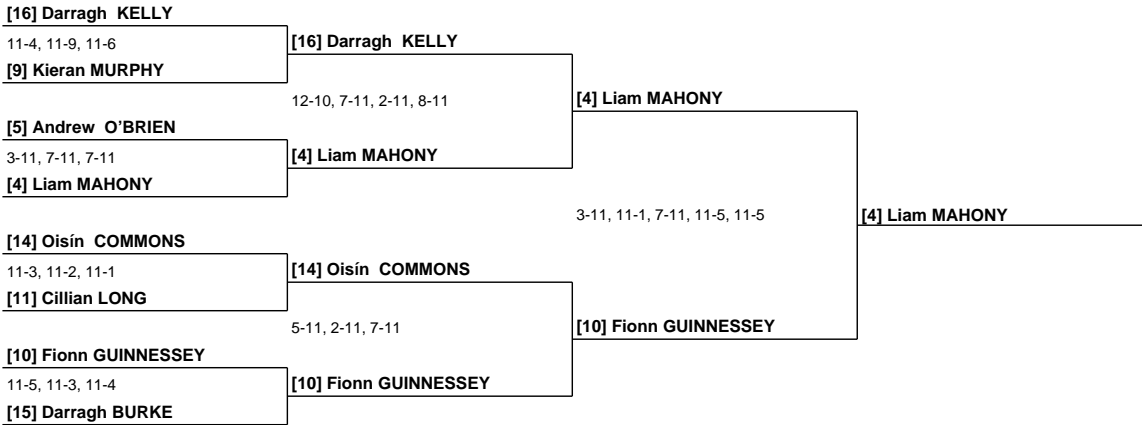 [16] Darragh  KELLY
11-4, 11-9, 11-6
[9] Kieran MURPHY
[5] Andrew  O'BRIEN
3-11, 7-11, 7-11
[4] Liam MAHONY
[14] Oisín  COMMONS
11-3, 11-2, 11-1
[11] Cillian LONG
[10] Fionn GUINNESSEY
11-5, 11-3, 11-4
[15] Darragh BURKE
[16] Darragh  KELLY
12-10, 7-11, 2-11, 8-11
[4] Liam MAHONY
[14] Oisín  COMMONS
5-11, 2-11, 7-11
[10] Fionn GUINNESSEY
[4] Liam MAHONY
3-11, 11-1, 7-11, 11-5, 11-5
[10] Fionn GUINNESSEY
[4] Liam MAHONY